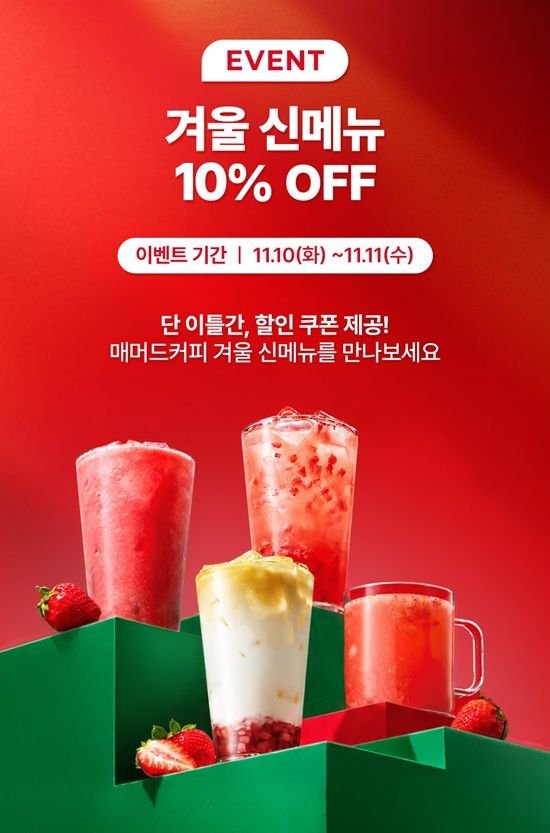 EVENT
겨울 신메뉴
10% OFF
이벤트 기간 | 11.10(화) ~11.11(수)
단 이틀간, 할인 쿠폰 제공!
매머드커피 겨울 신메뉴를 만나보세요